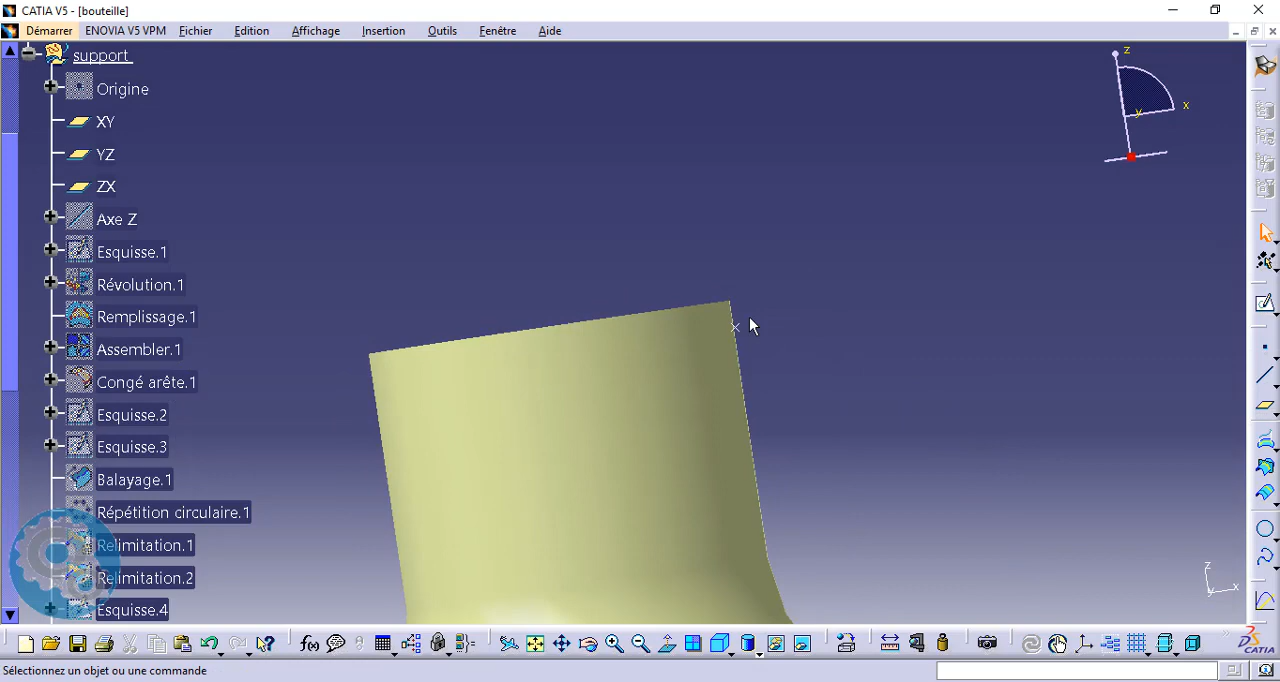 CATIA V5 - [bouteille]
Démarrer ENOVIA V5 VPM Fichier Edition Affichage Insertion Outils Fenêtre Aide
support
Origine
XY
YZ
ZX
Axe Z
Esquisse.1
Révolution.1
Remplissage.1
Assembler.1
Congé arête.1
Esquisse.2
Esquisse.3
Balayage.1
Répétition circulaire.1
Relimitation.1
Relimitation.2
Esquisse.4
z
x
y
z
x
y
f(x)
CATIA
Sélectionnez un objet ou une commande